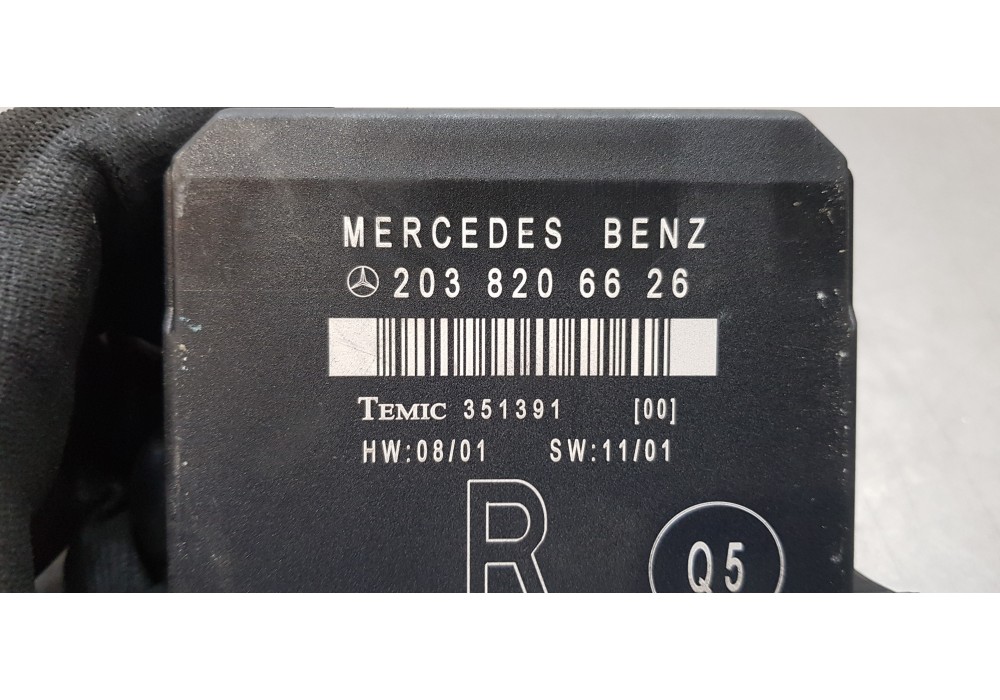 MERCEDES BENZ
203 820 66 26
TEMIC 351391 [00]
HW:08/01 SW:11/01
R
Q5